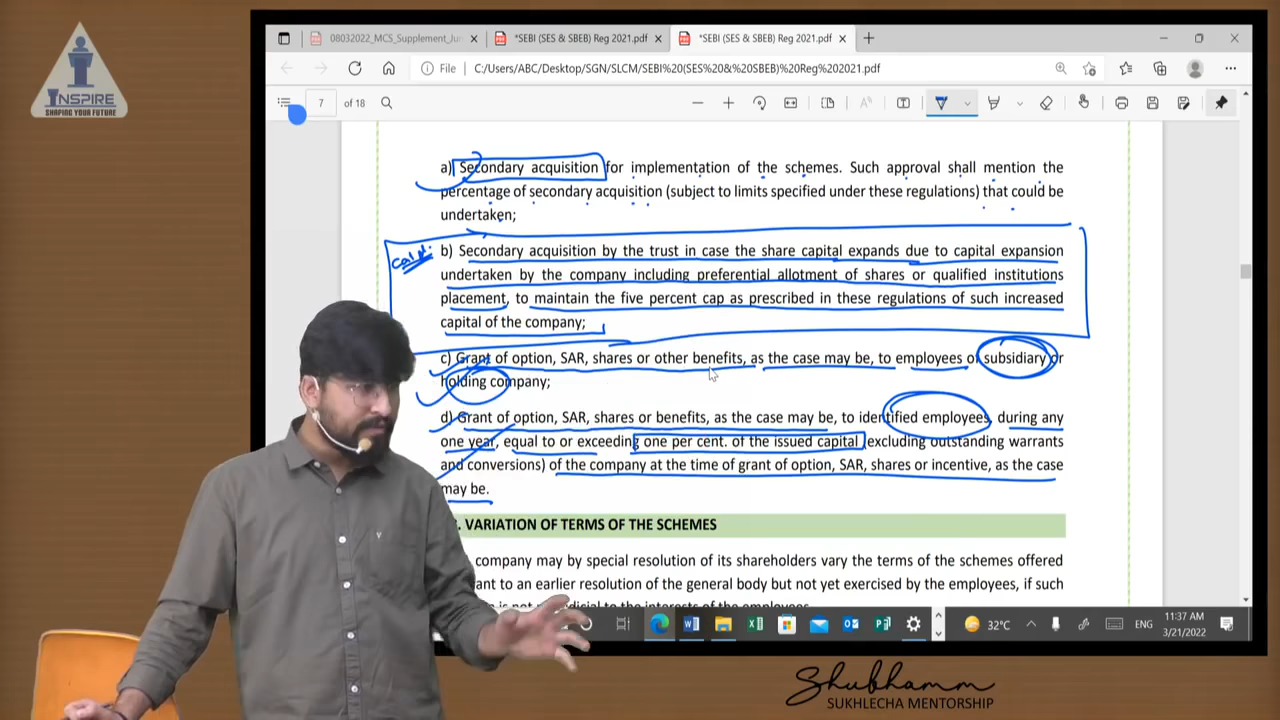 INSPIRE
SHAPING YOUR FUTURE
08032022_MCS_Supplement_Jun
*SEBI (SES & SBEB) Reg 2021.pdf
*SEBI (SES & SBEB) Reg 2021.pdf
File
C:/Users/ABC/Desktop/SGN/SLCM/SEBI%20(SES%20&%20SBEB)%20Reg%202021.pdf
7 of 18
a) Secondary acquisition for implementation of the schemes. Such approval shall mention the
percentage of secondary acquisition (subject to limits specified under these regulations) that could be
undertaken;
b) Secondary acquisition by the trust in case the share capital expands due to capital expansion
undertaken by the company including preferential allotment of shares or qualified institutions
placement, to maintain the five percent cap as prescribed in these regulations of such increased
capital of the company;
c) Grant of option, SAR, shares or other benefits, as the case may be, to employees of subsidiary or
holding company;
d) Grant of option, SAR, shares or benefits, as the case may be, to identified employees, during any
one year, equal to or exceeding one per cent. of the issued capital (excluding outstanding warrants
and conversions) of the company at the time of grant of option, SAR, shares or incentive, as the case
may be.
. VARIATION OF TERMS OF THE SCHEMES
company may by special resolution of its shareholders vary the terms of the schemes offered
to an earlier resolution of the general body but not yet exercised by the employees, if such
is not to the interests of the employees
32°C
ENG
11:37 AM
3/21/2022
Shubhamm
SUKHLECHA MENTORSHIP